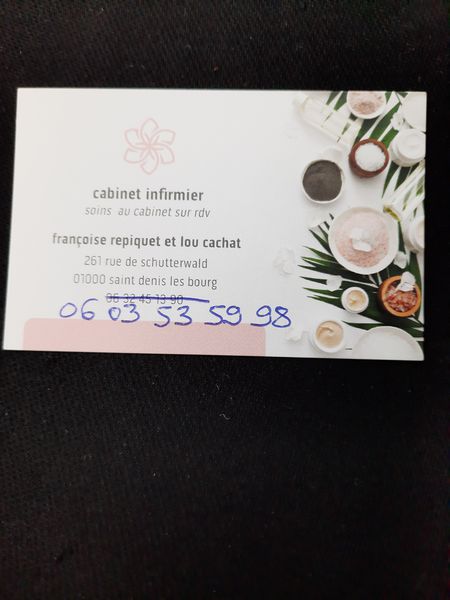 cabinet infirmier
soins au cabinet sur rdv
françoise repiquet et lou cachat
261 rue de schutterwald
01000 saint denis les bourg
06 32 45 13 90
06 03 53 59 98